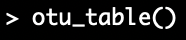 > otu_table()